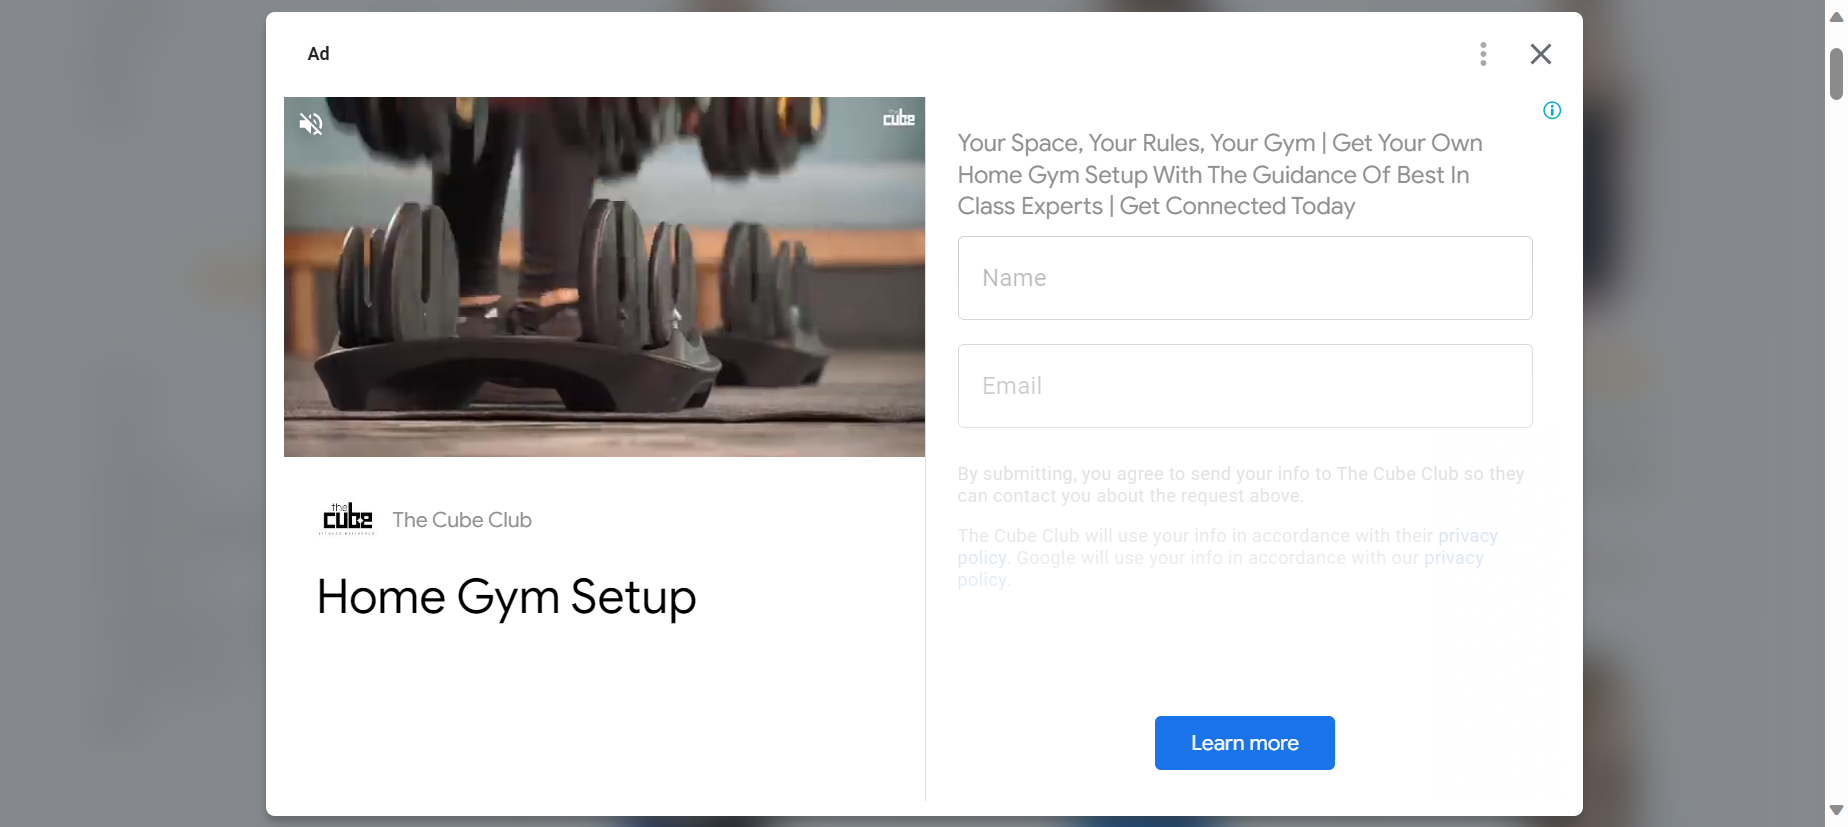 Ad
the
cube
Your Space, Your Rules, Your Gym | Get Your Own
Home Gym Setup With The Guidance Of Best In
Class Experts | Get Connected Today
Name
Email
By submitting, you agree to send your info to The Cube Club so they
can contact you about the request above.
The Cube Club will use your info in accordance with their privacy
policy. Google will use your info in accordance with our privacy
policy.
the
cube
The Cube Club
Home Gym Setup
Learn more